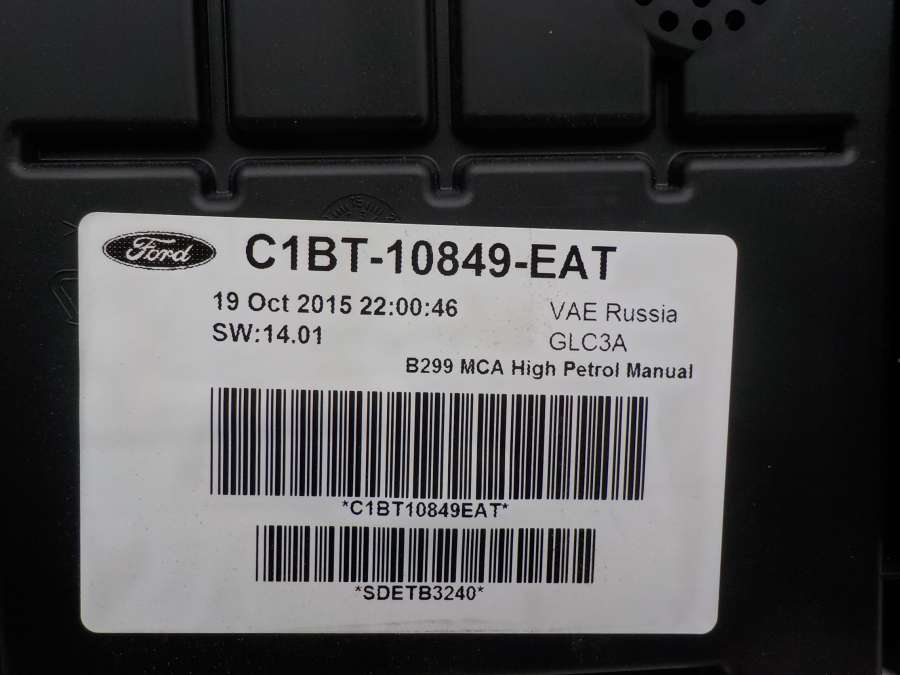 Ford
C1BT-10849-EAT
19 Oct 2015 22:00:46
VAE Russia
SW:14.01
GLC3A
B299 MCA High Petrol Manual
*C1BT10849EAT*
*SDETB3240*